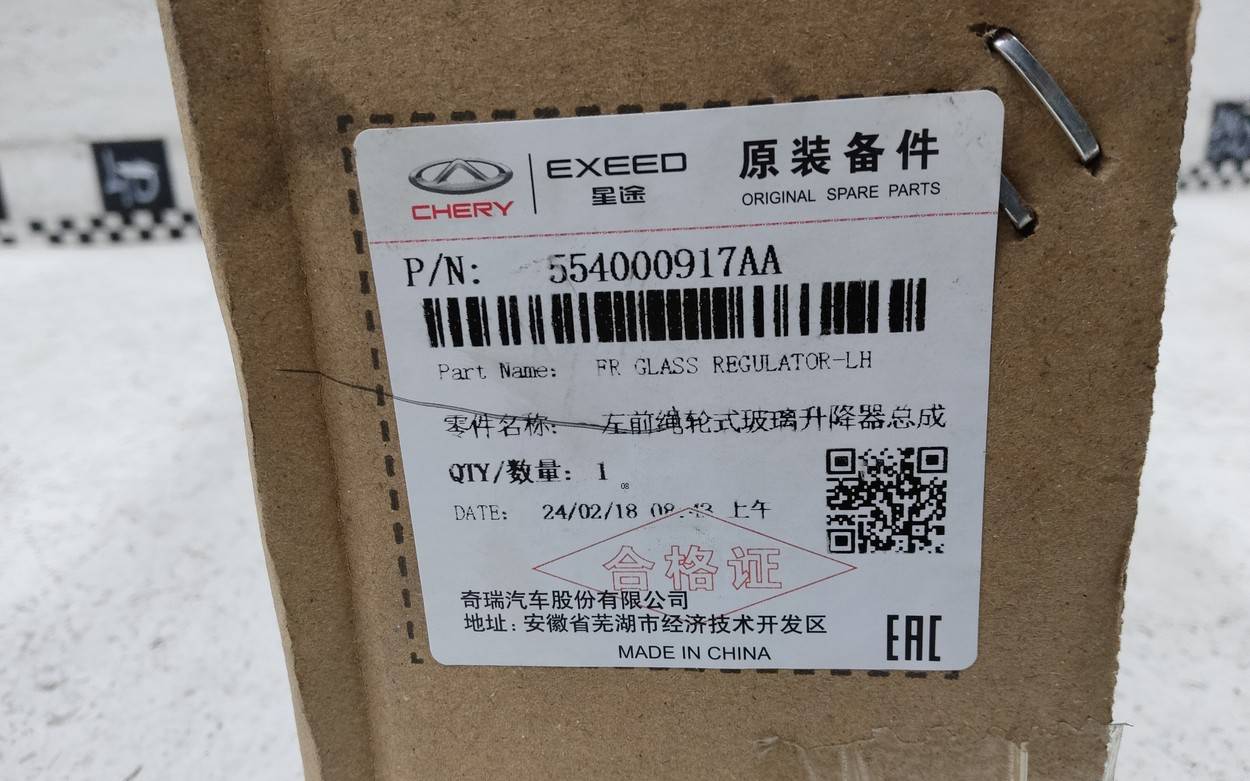 CHERY
EXEED
星途
原装备件
ORIGINAL SPARE PARTS
P/N: 554000917AA
Part Name: FR GLASS REGULATOR-LH
零件名称: 左前绳轮式玻璃升降器总成
QTY/数量: 1
08
DATE: 24/02/18 08:43 上午
合格证
奇瑞汽车股份有限公司
地址:安徽省芜湖市经济技术开发区
MADE IN CHINA
EAC